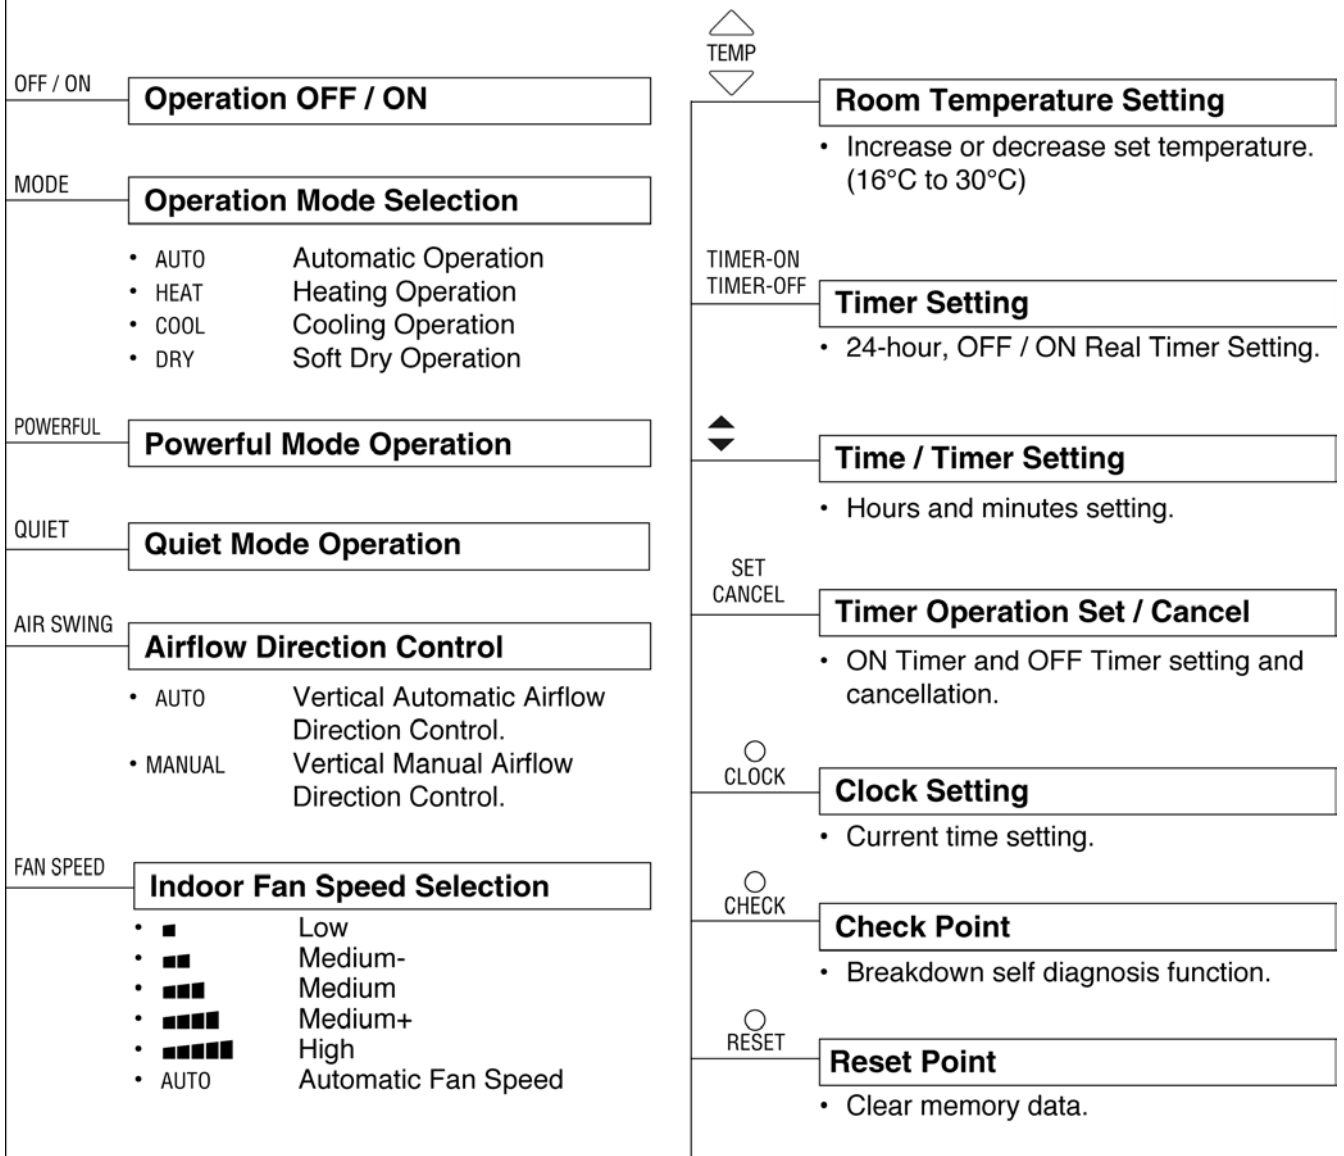 OFF / ON
Operation OFF / ON
MODE
Operation Mode Selection
• AUTO Automatic Operation
• HEAT Heating Operation
• COOL Cooling Operation
• DRY Soft Dry Operation
POWERFUL
Powerful Mode Operation
QUIET
Quiet Mode Operation
AIR SWING
Airflow Direction Control
• AUTO Vertical Automatic Airflow
Direction Control.
• MANUAL Vertical Manual Airflow
Direction Control.
FAN SPEED
Indoor Fan Speed Selection
• Low
• Medium-
• Medium
• Medium+
• High
• AUTO Automatic Fan Speed
TEMP
Room Temperature Setting
• Increase or decrease set temperature.
(16°C to 30°C)
TIMER-ON
TIMER-OFF
Timer Setting
• 24-hour, OFF / ON Real Timer Setting.
Time / Timer Setting
• Hours and minutes setting.
SET
CANCEL
Timer Operation Set / Cancel
• ON Timer and OFF Timer setting and
cancellation.
CLOCK
Clock Setting
• Current time setting.
CHECK
Check Point
• Breakdown self diagnosis function.
RESET
Reset Point
• Clear memory data.